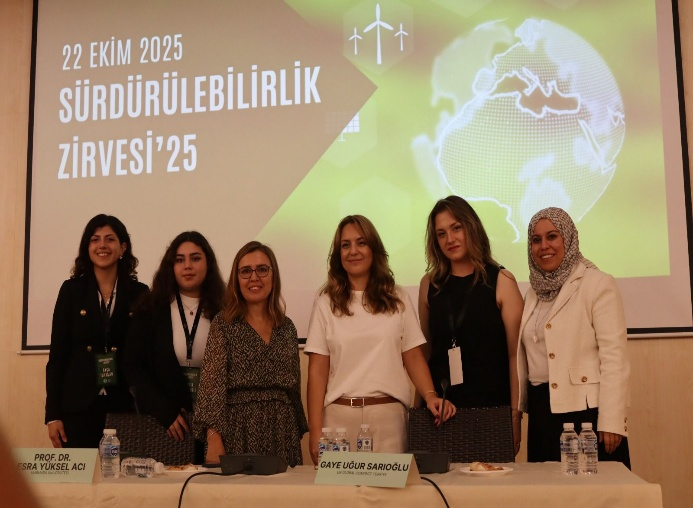 22 EKİM 2025
SÜRDÜRÜLEBİLİRLİK
ZİRVESİ'25
PROF. DR.
ESRA YÜKSEL ACI
GAYE UĞUR SARIOĞLU